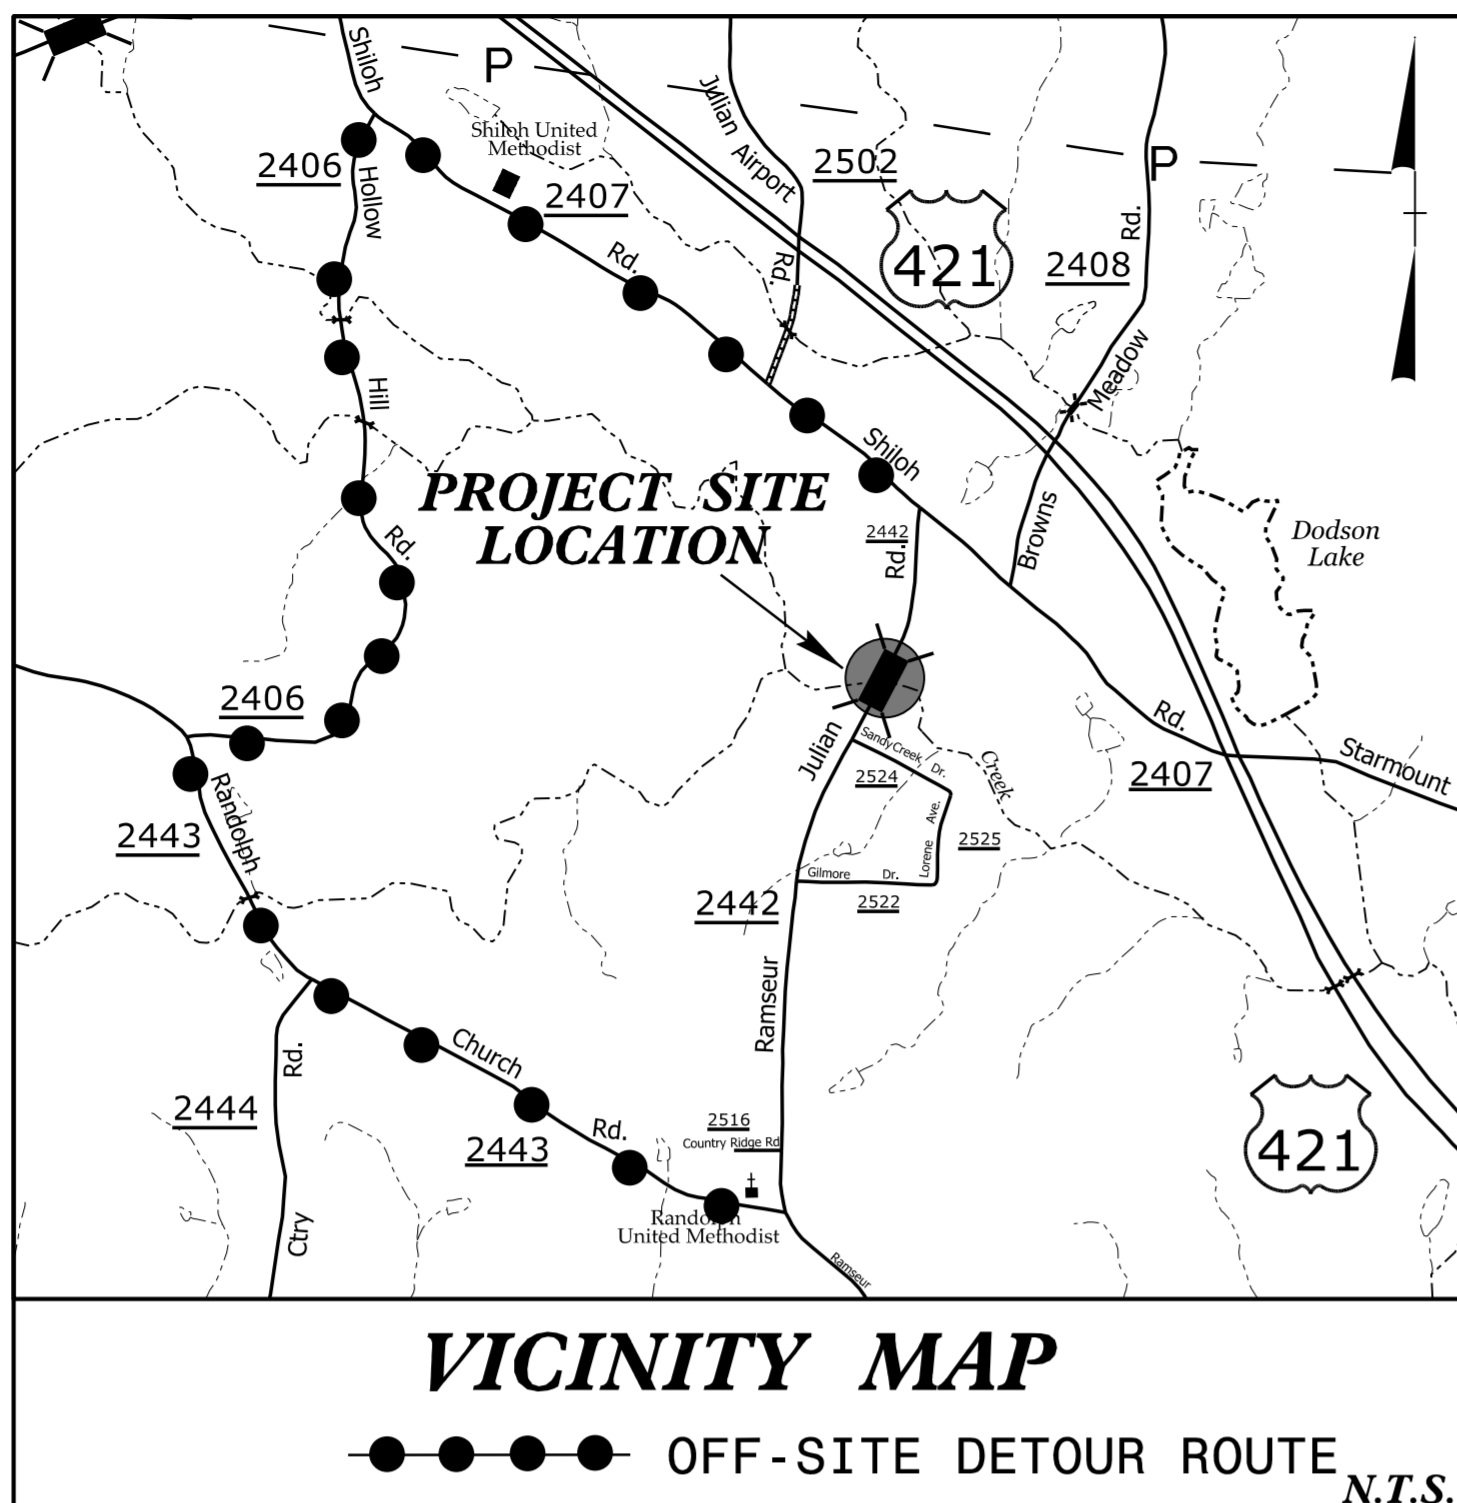 Shiloh
P
Julian Airport
Shiloh United
Methodist
2406
Hollow
2407
2502
P
421
2408
Rd.
Rd.
Rd.
Meadow
Hill
Shiloh
PROJECT SITE
LOCATION
2442
Rd.
Browns
Dodson
Lake
Rd.
2406
Julian
Sandy Creek Dr.
Creek
Rd.
Starmount
2524
2407
Randolph
2443
Ave.
Lorene
2525
Gilmore Dr.
2442
2522
Ramseur
Church
Rd.
2444
2516
Country Ridge Rd
Rd.
2443
421
Randolph
United Methodist
Ctry
Ramseur
VICINITY MAP
OFF-SITE DETOUR ROUTE
N.T.S.